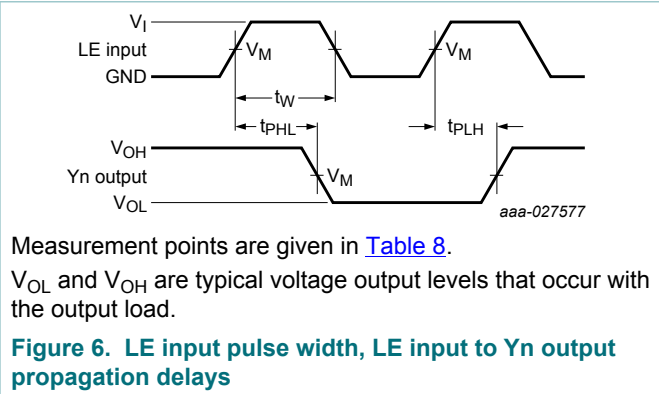 VI
LE input
GND
VM
VM
tW
tPHL
tPLH
VOH
Yn output
VOL
VM
aaa-027577
Measurement points are given in Table 8.
VOL and VOH are typical voltage output levels that occur with
the output load.
Figure 6. LE input pulse width, LE input to Yn output
propagation delays